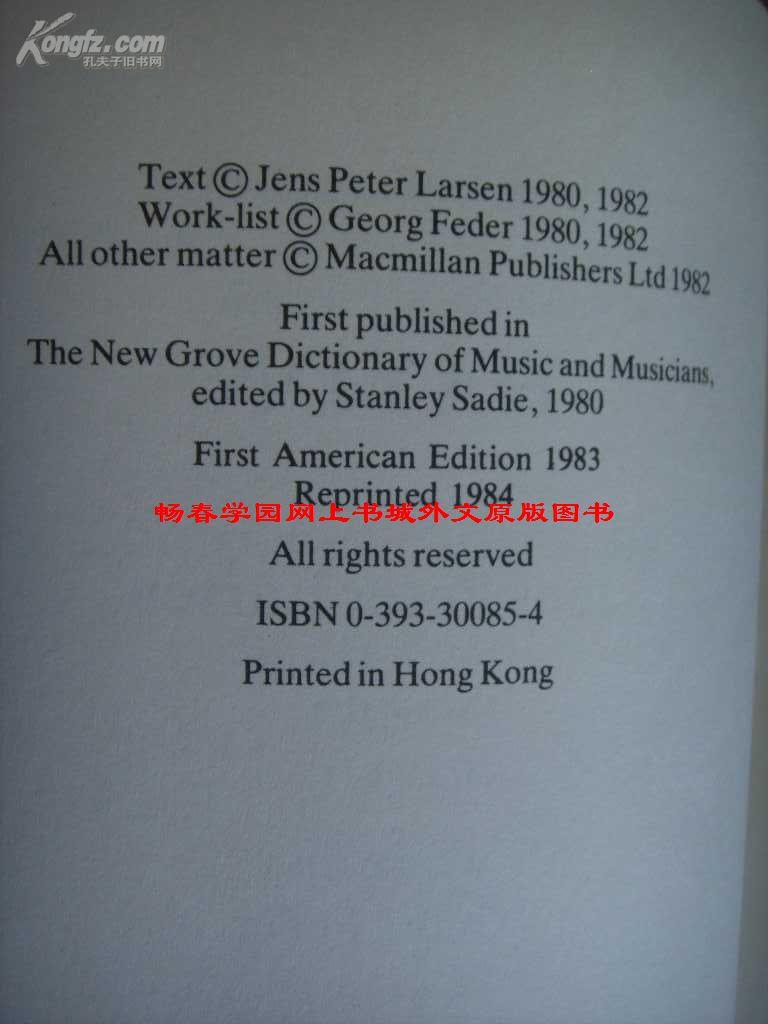 Kongfz.com
孔夫子旧书网
Text © Jens Peter Larsen 1980, 1982
Work-list © Georg Feder 1980, 1982
All other matter © Macmillan Publishers Ltd 1982
First published in
The New Grove Dictionary of Music and Musicians,
edited by Stanley Sadie, 1980
First American Edition 1983
Reprinted 1984
畅春学园网上书城外文原版图书
All rights reserved
ISBN 0-393-30085-4
Printed in Hong Kong